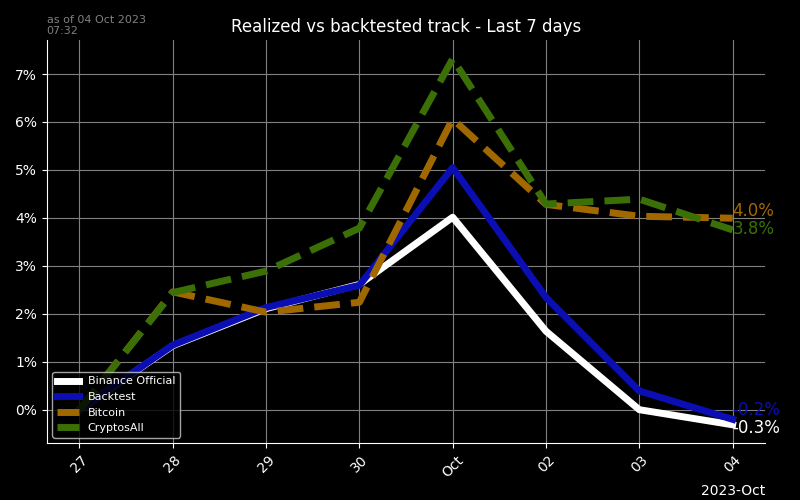 as of 04 Oct 2023
07:32
Realized vs backtested track - Last 7 days
7%
6%
5%
4%
3%
2%
1%
0%
4.0%
3.8%
-0.2%
-0.3%
Binance Official
Backtest
Bitcoin
CryptosAll
27
28
29
30
Oct
02
03
04
2023-Oct